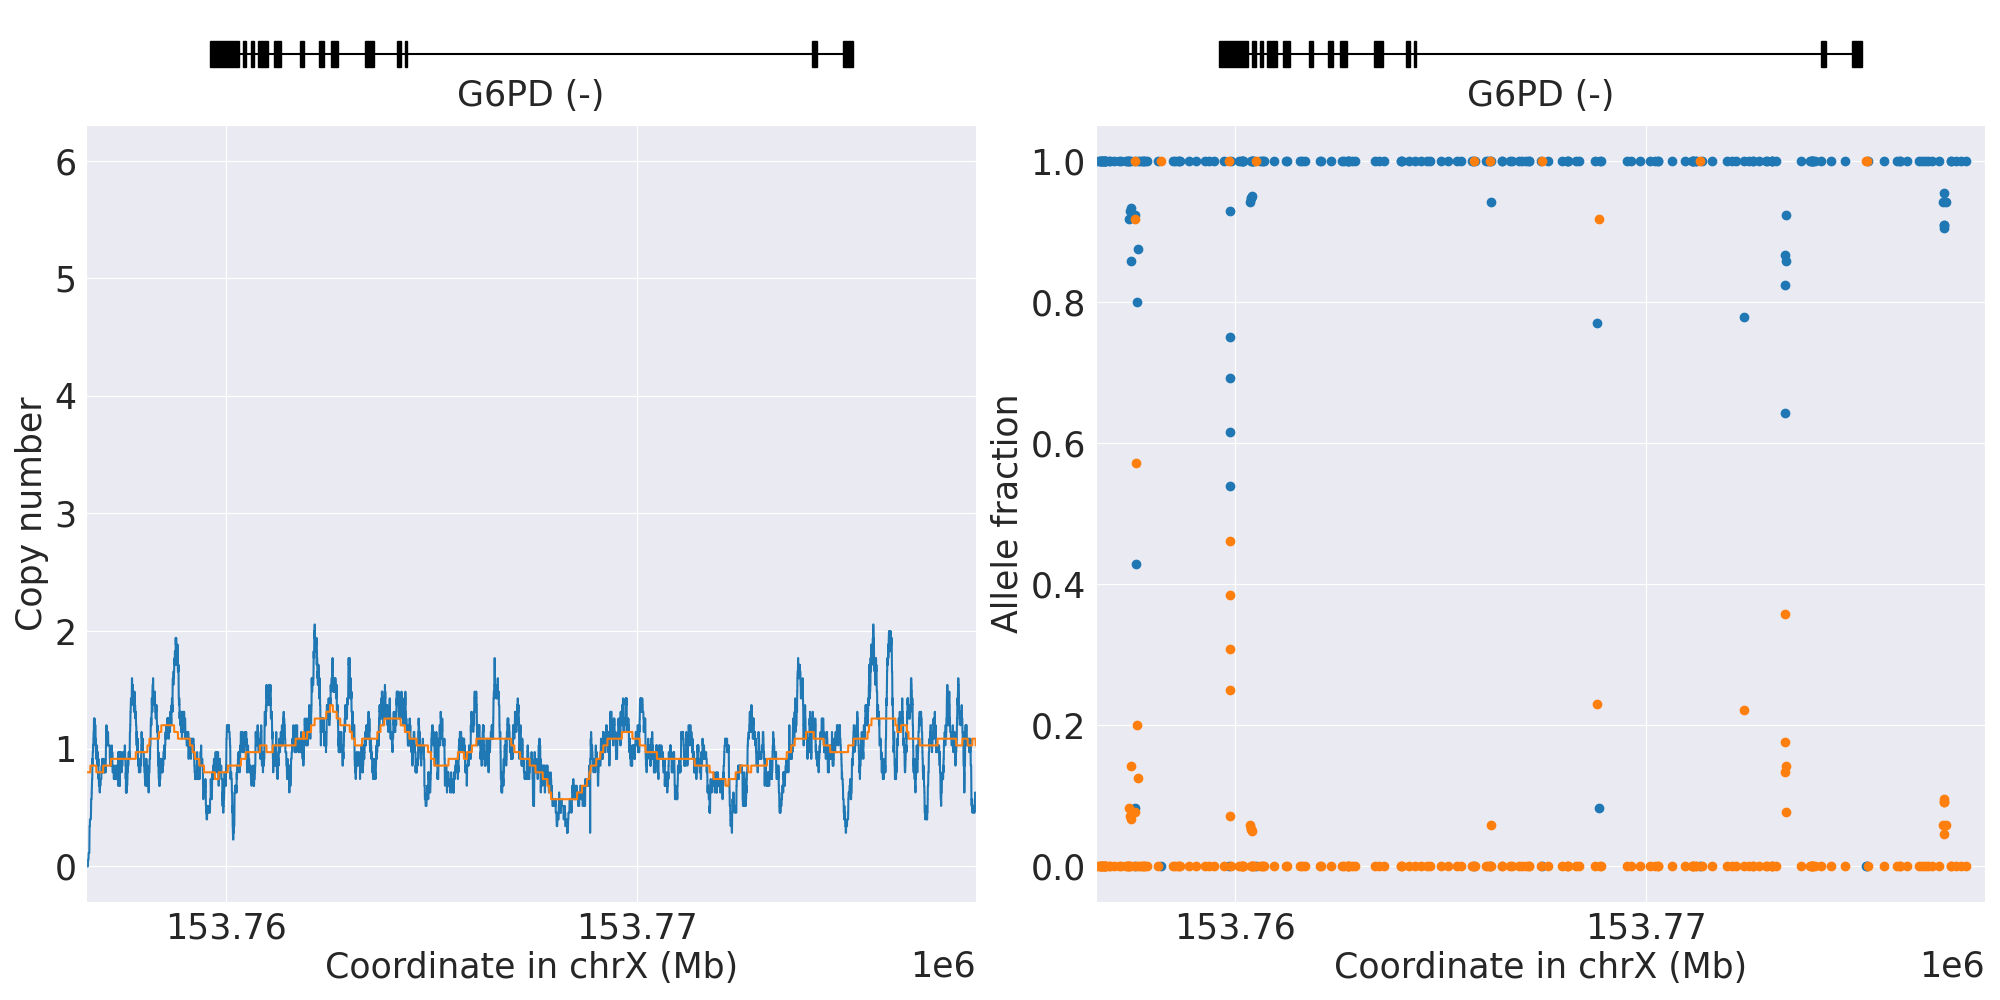 G6PD (-)
6
5
4
3
2
1
0
Copy number
153.76
153.77
Coordinate in chrX (Mb)
1e6
G6PD (-)
1.0
0.8
0.6
0.4
0.2
0.0
Allele fraction
153.76
153.77
Coordinate in chrX (Mb)
1e6